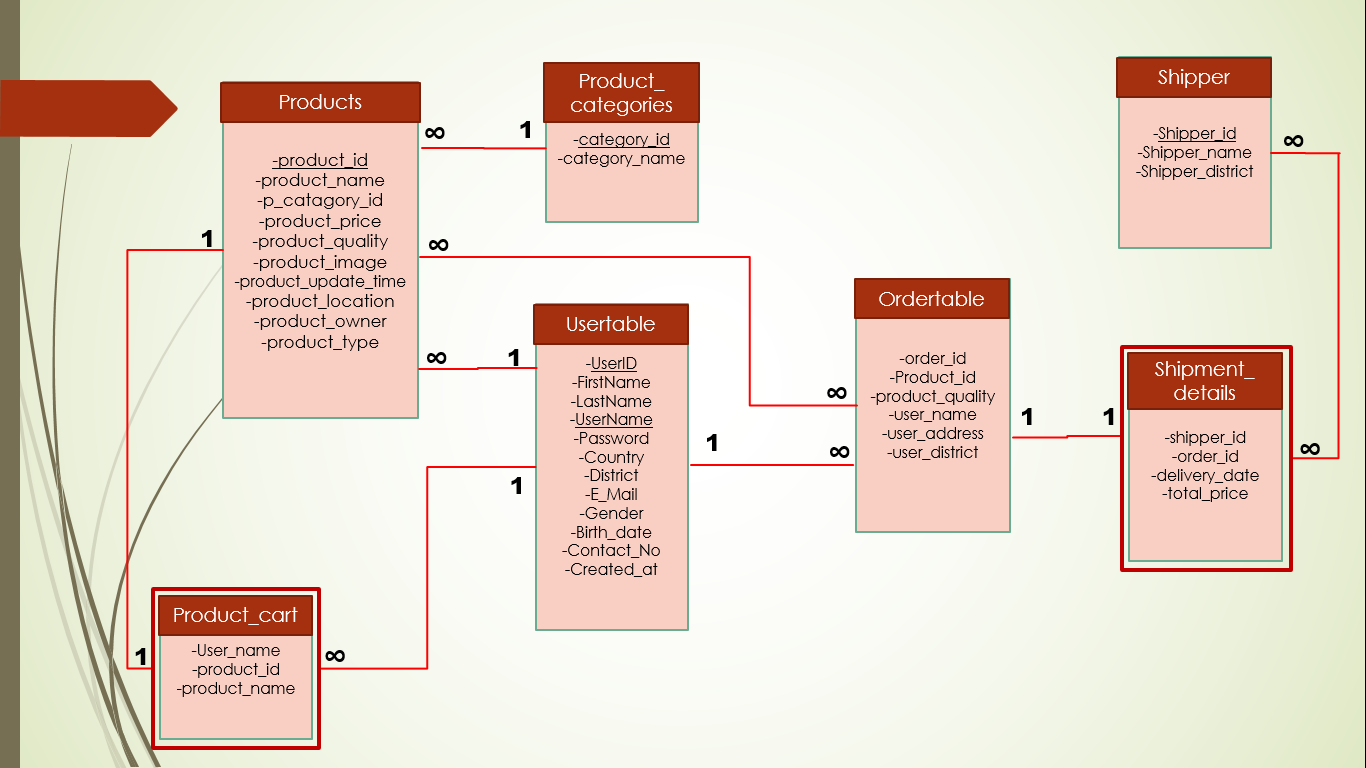 Products
-product_id
-product_name
-p_catagory_id
-product_price
-product_quality
-product_image
-product_update_time
-product_location
-product_owner
-product_type
∞
1
Product_
categories
-category_id
-category_name
Shipper
-Shipper_id
-Shipper_name
-Shipper_district
∞
1
∞
∞
1
Usertable
-UserID
-FirstName
-LastName
-UserName
-Password
-Country
-District
-E_Mail
-Gender
-Birth_date
-Contact_No
-Created_at
1
1
∞
∞
Ordertable
-order_id
-Product_id
-product_quality
-user_name
-user_address
-user_district
1
1
Shipment_
details
-shipper_id
-order_id
-delivery_date
-total_price
∞
Product_cart
-User_name
-product_id
-product_name
1
∞